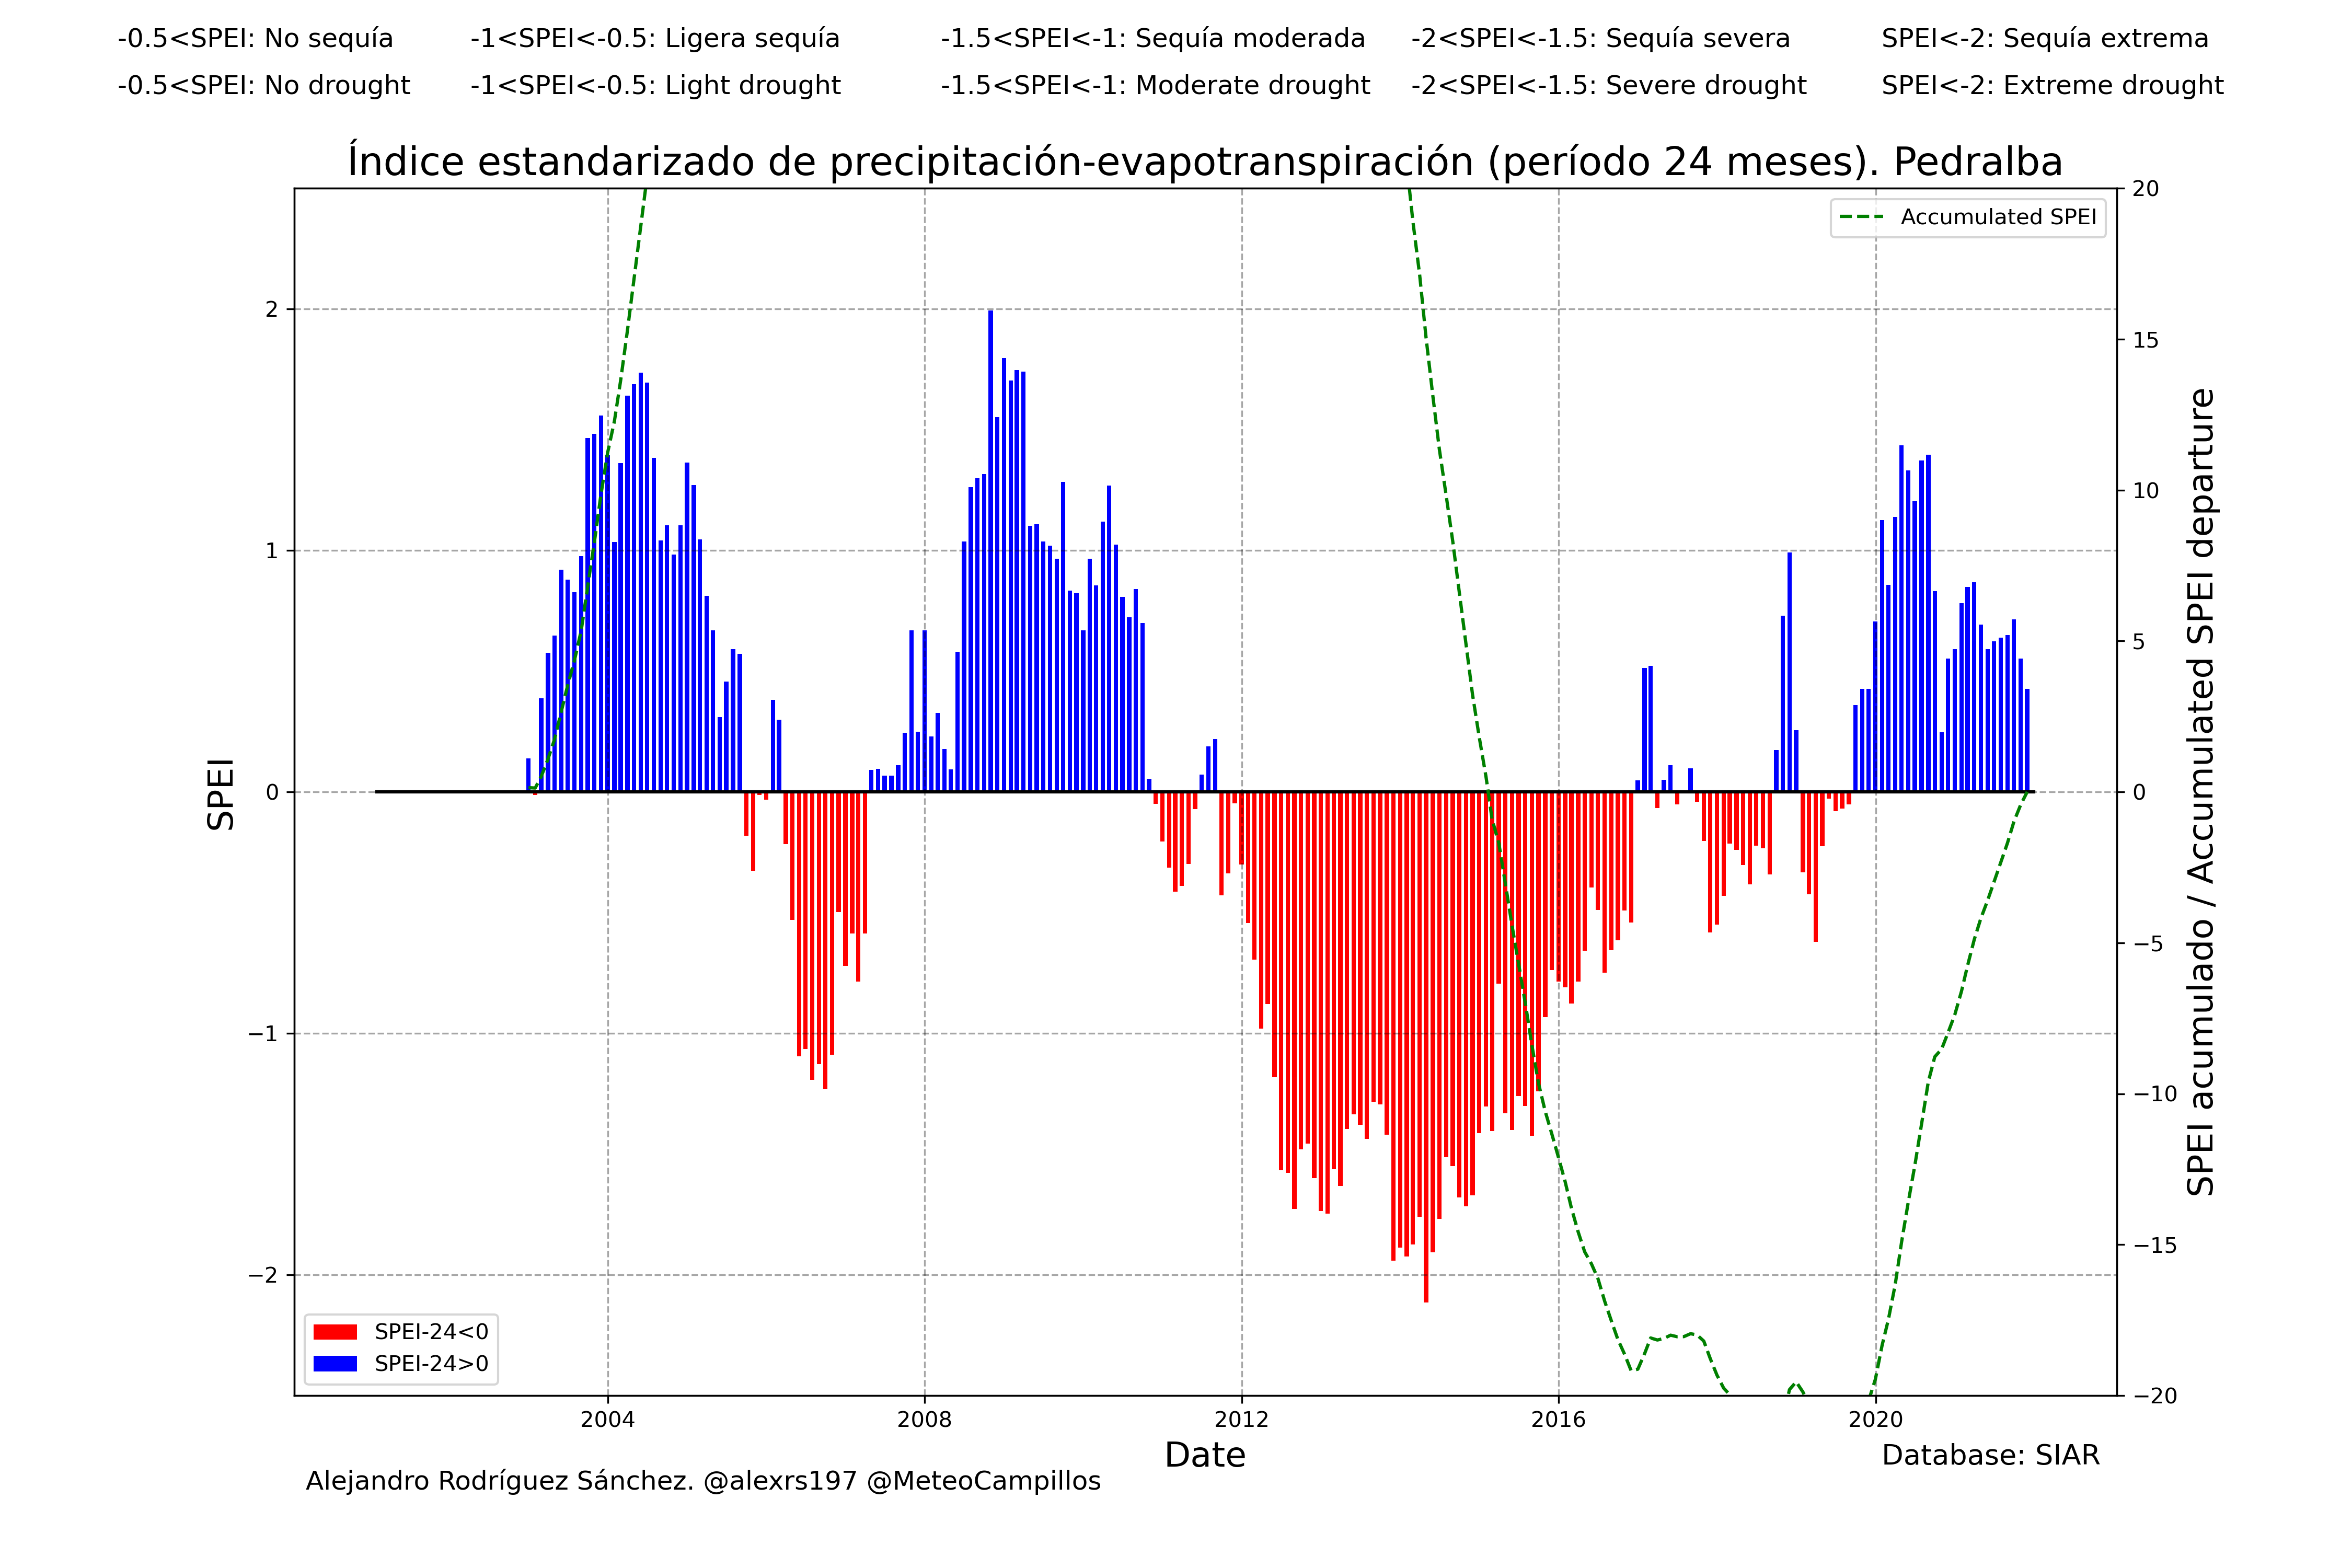 -0.5<SPEI: No sequía -1<SPEI<-0.5: Ligera sequía -1.5<SPEI<-1: Sequía moderada -2<SPEI<-1.5: Sequía severa SPEI<-2: Sequía extrema
-0.5<SPEI: No drought -1<SPEI<-0.5: Light drought -1.5<SPEI<-1: Moderate drought -2<SPEI<-1.5: Severe drought SPEI<-2: Extreme drought
Índice estandarizado de precipitación-evapotranspiración (período 24 meses). Pedralba
Accumulated SPEI
SPEI
2
1
0
−1
−2
20
15
10
5
0
−5
−10
−15
−20
SPEI acumulado / Accumulated SPEI departure
SPEI-24<0
SPEI-24>0
2004 2008 2012 2016 2020
Date
Database: SIAR
Alejandro Rodríguez Sánchez. @alexrs197 @MeteoCampillos